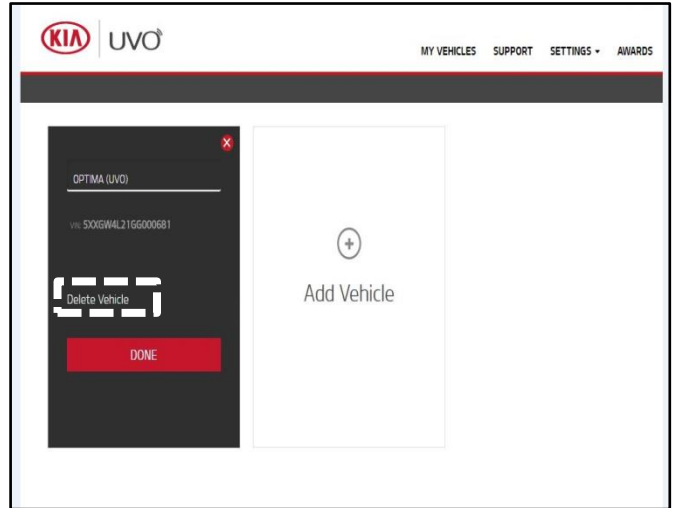 KIA UVO
MY VEHICLES SUPPORT SETTINGS AWARDS
OPTIMA (UVO)
VIN: 5XXGW4L21GG000681
Delete Vehicle
DONE
Add Vehicle